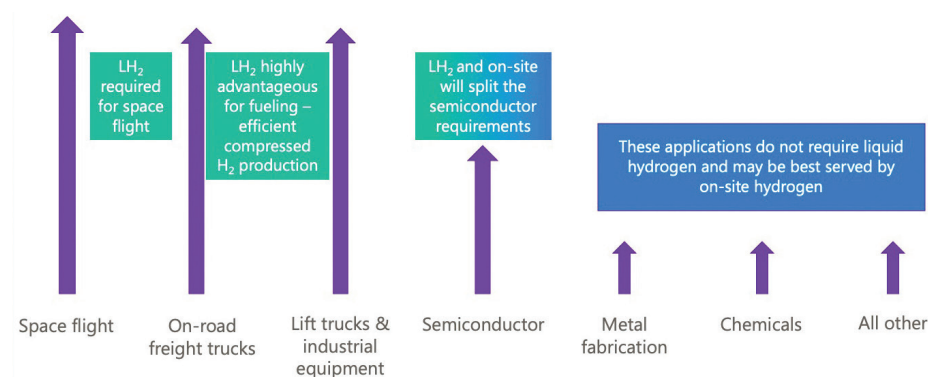 LH₂
required
for space
flight
LH₂ highly
advantageous
for fueling –
efficient
compressed
H₂ production
LH₂ and on-site
will split the
semiconductor
requirements
These applications do not require liquid
hydrogen and may be best served by
on-site hydrogen
Space flight
On-road
freight trucks
Lift trucks &
industrial
equipment
Semiconductor
Metal
fabrication
Chemicals
All other